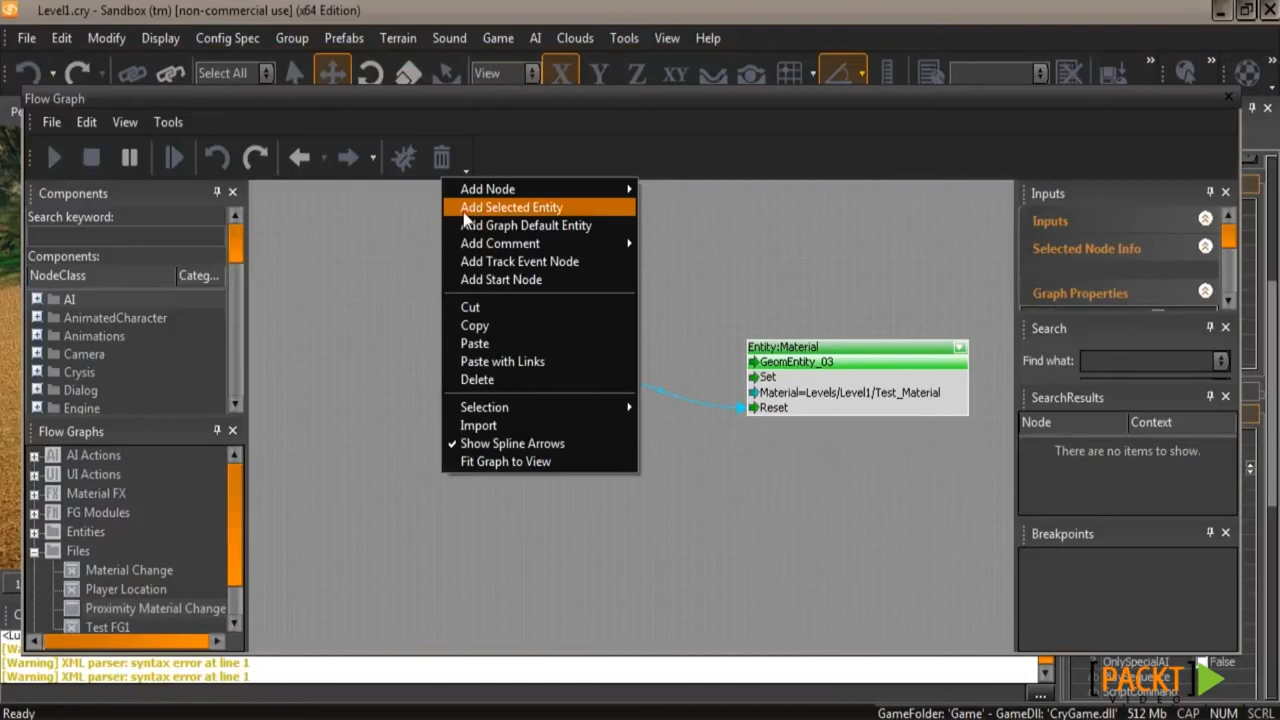 Level1.cry - Sandbox (tm) [non-commercial use] (x64 Edition)
File Edit Modify Display Config Spec Group Prefabs Terrain Sound Game AI Clouds Tools View Help
Select All View X Y Z XY
Flow Graph
File Edit View Tools
Components
Search keyword:
Components:
NodeClass Categ...
AI
AnimatedCharacter
Animations
Camera
Crysis
Dialog
Engine
Flow Graphs
AI Actions
UI Actions
Material FX
FG Modules
Entities
Files
Material Change
Player Location
Proximity Material Change
Test FG1
Add Node
Add Selected Entity
Add Graph Default Entity
Add Comment
Add Track Event Node
Add Start Node
Cut
Copy
Paste
Paste with Links
Delete
Selection
Import
Show Spline Arrows
Fit Graph to View
Entity:Material
GeomEntity_03
Set
Material=Levels/Level1/Test_Material
Reset
Inputs
Inputs
Selected Node Info
Graph Properties
Search
Find what:
SearchResults
Node Context
There are no items to show.
Breakpoints
<Lu
[Warning] XML parser: syntax error at line 1
[Warning] XML parser: syntax error at line 1
OnlySpecialAI False
ScriptCommand
[PACKT]
VIDEO
Ready
GameFolder: 'Game' - GameDll: 'CryGame.dll' 512 Mb CAP NUM SCRL